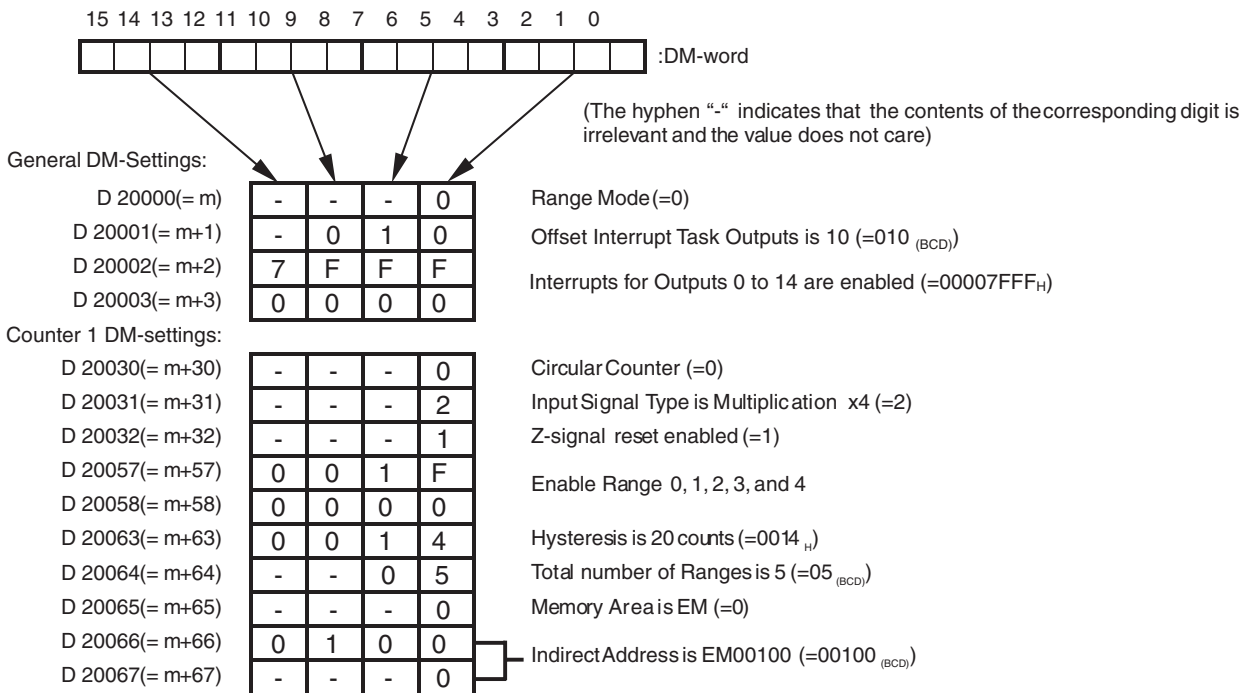 15 14 13 12 11 10 9 8 7 6 5 4 3 2 1 0
:DM-word
(The hyphen “-“ indicates that the contents of thecorresponding digit is
irrelevant and the value does not care)
General DM-Settings:
D 20000(= m) - - - 0 Range Mode (=0)
D 20001(= m+1) - 0 1 0 Offset Interrupt Task Outputs is 10 (=010 (BCD))
D 20002(= m+2) 7 F F F
Interrupts for Outputs 0 to 14 are enabled (=00007FFFH)
D 20003(= m+3) 0 0 0 0
Counter 1 DM-settings:
D 20030(= m+30) - - - 0 Circular Counter (=0)
D 20031(= m+31) - - - 2 Input Signal Type is Multiplication x4 (=2)
D 20032(= m+32) - - - 1 Z-signal reset enabled (=1)
D 20057(= m+57) 0 0 1 F
Enable Range 0, 1, 2, 3, and 4
D 20058(= m+58) 0 0 0 0
D 20063(= m+63) 0 0 1 4 Hysteresis is 20 counts (=0014 H)
D 20064(= m+64) - - 0 5 Total number of Ranges is 5 (=05 (BCD))
D 20065(= m+65) - - - 0 Memory Area is EM (=0)
D 20066(= m+66) 0 1 0 0
Indirect Address is EM00100 (=00100 (BCD))
D 20067(= m+67) - - - 0